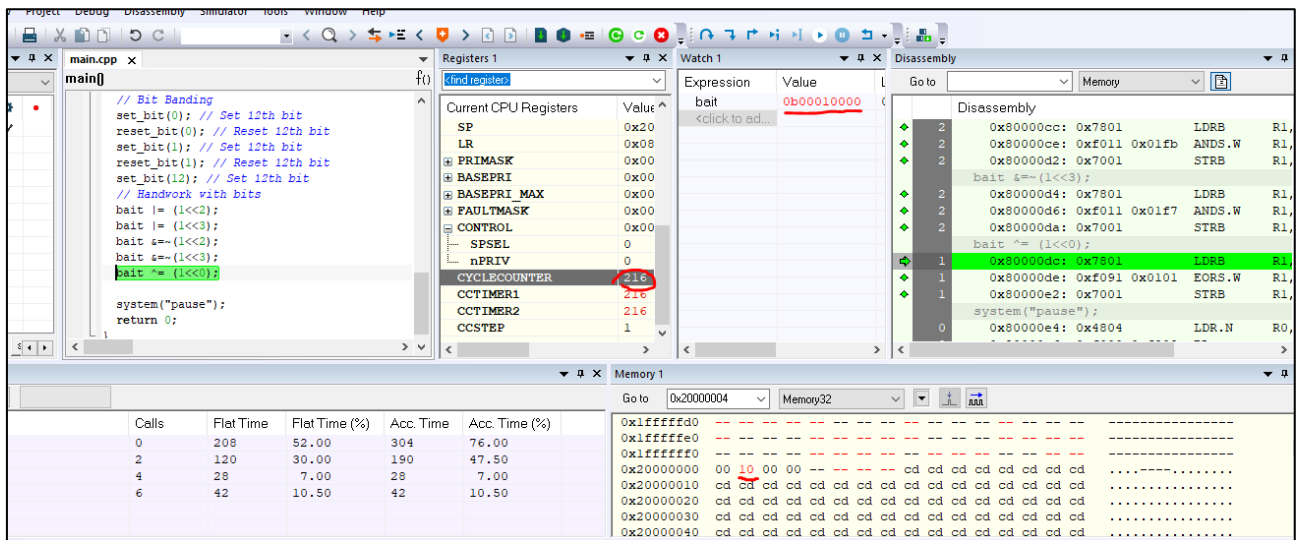 Project Debug Disassembly Simulator Tools Window Help
main.cpp x
main() f()
// Bit Banding
set_bit(0); // Set 12th bit
reset_bit(0); // Reset 12th bit
set_bit(1); // Set 12th bit
reset_bit(1); // Reset 12th bit
set_bit(12); // Set 12th bit
// Handwork with bits
bait |= (1<<2);
bait |= (1<<3);
bait &=~(1<<2);
bait &=~(1<<3);
bait ^= (1<<0);
system("pause");
return 0;
}
Registers 1
<find register>
Current CPU Registers Value
SP 0x20
LR 0x08
PRIMASK 0x00
BASEPRI 0x00
BASEPRI_MAX 0x00
FAULTMASK 0x00
CONTROL 0x00
SPSEL 0
nPRIV 0
CYCLECOUNTER 216
CCTIMER1 216
CCTIMER2 216
CCSTEP 1
Watch 1
Expression Value L
bait 0b00010000
<click to ad...
Disassembly
Go to Memory
Disassembly
2 0x80000cc: 0x7801 LDRB R1,
2 0x80000ce: 0xf011 0x01fb ANDS.W R1,
2 0x80000d2: 0x7001 STRB R1,
bait &=~(1<<3);
2 0x80000d4: 0x7801 LDRB R1,
2 0x80000d6: 0xf011 0x01f7 ANDS.W R1,
2 0x80000da: 0x7001 STRB R1,
bait ^= (1<<0);
1 0x80000dc: 0x7801 LDRB R1,
1 0x80000de: 0xf091 0x0101 EORS.W R1,
1 0x80000e2: 0x7001 STRB R1,
system("pause");
0 0x80000e4: 0x4804 LDR.N R0,
Calls Flat Time Flat Time (%) Acc. Time Acc. Time (%)
0 208 52.00 304 76.00
2 120 30.00 190 47.50
4 28 7.00 28 7.00
6 42 10.50 42 10.50
Memory 1
Go to 0x20000004 Memory32
0x1fffffd0 -- -- -- -- -- -- -- -- -- -- -- -- -- -- -- -- ----------------
0x1fffffe0 -- -- -- -- -- -- -- -- -- -- -- -- -- -- -- -- ----------------
0x1ffffff0 -- -- -- -- -- -- -- -- -- -- -- -- -- -- -- -- ----------------
0x20000000 00 10 00 00 -- -- -- -- cd cd cd cd cd cd cd cd ....----........
0x20000010 cd cd cd cd cd cd cd cd cd cd cd cd cd cd cd cd ................
0x20000020 cd cd cd cd cd cd cd cd cd cd cd cd cd cd cd cd ................
0x20000030 cd cd cd cd cd cd cd cd cd cd cd cd cd cd cd cd ................
0x20000040 cd cd cd cd cd cd cd cd cd cd cd cd cd cd cd cd ................